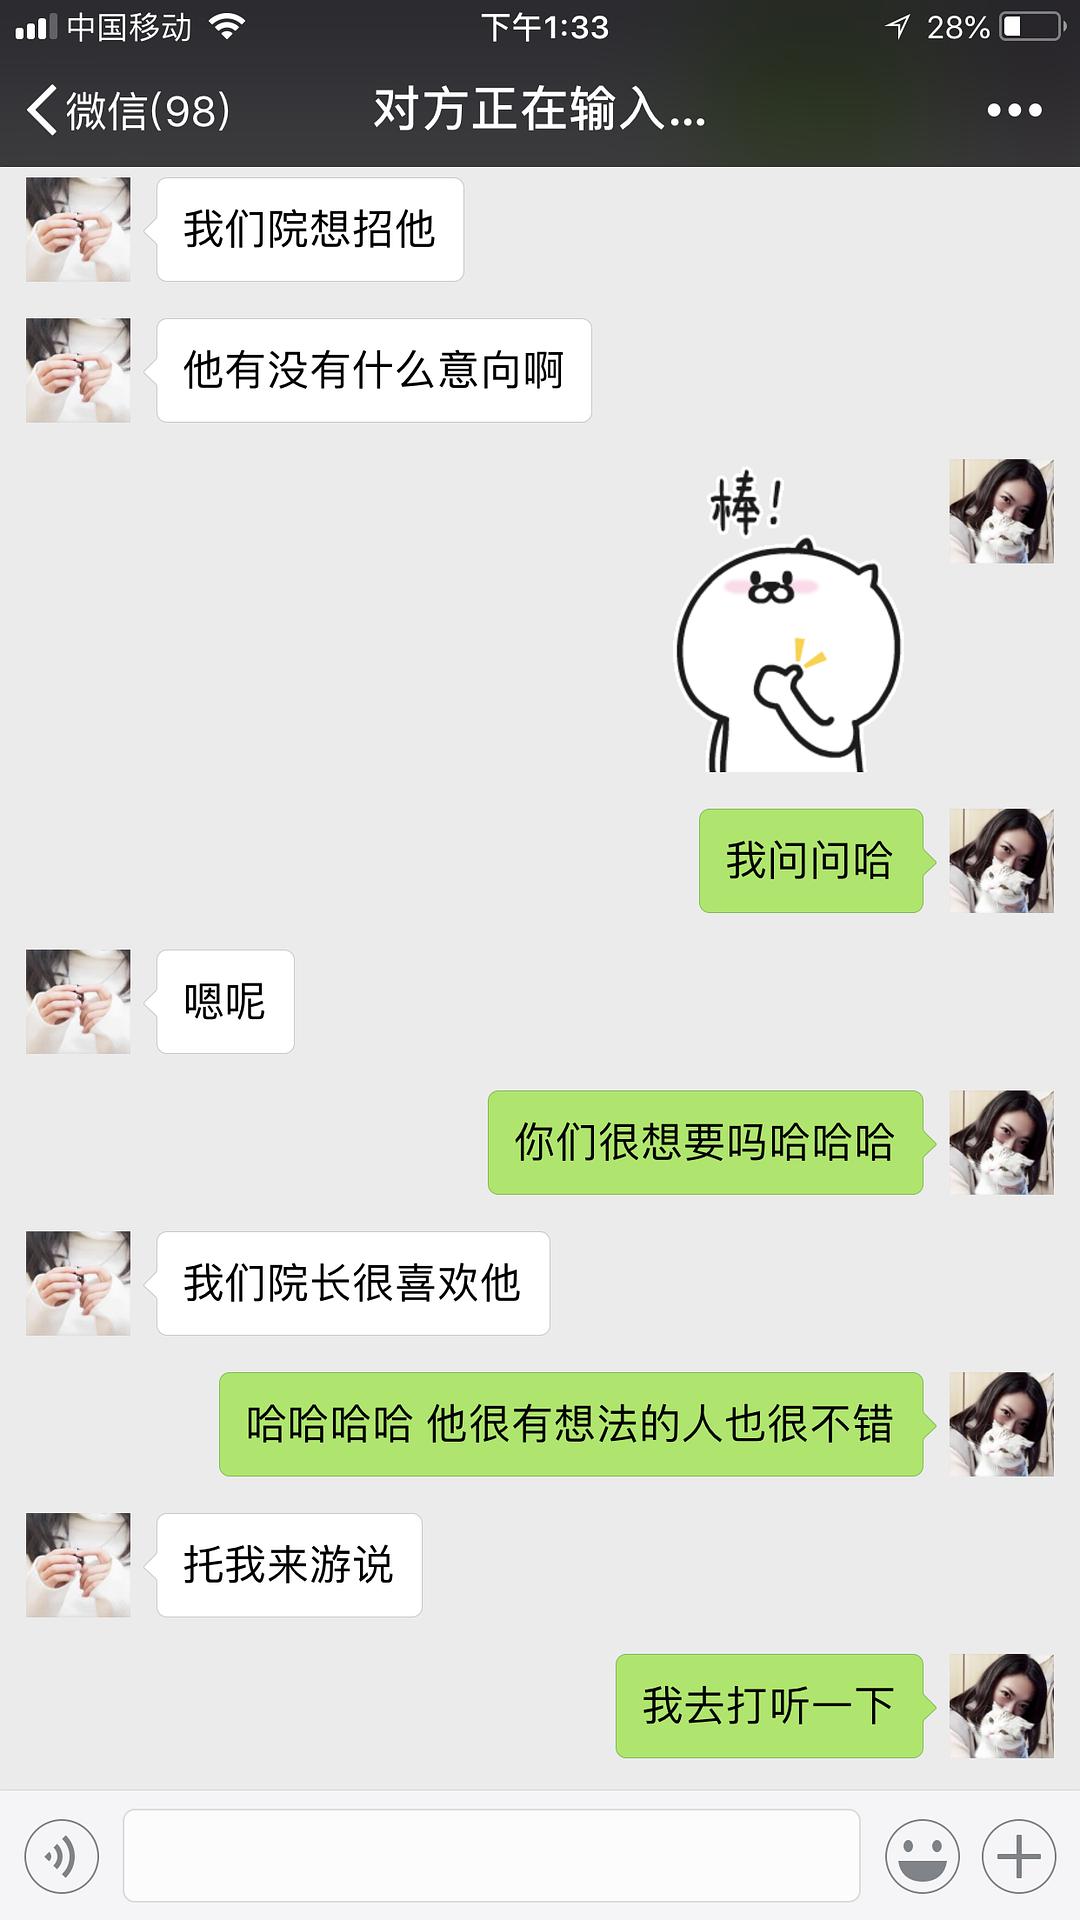 中国移动 下午1:33 28%
微信(98) 对方正在输入... 
我们院想招他
他有没有什么意向啊
棒!
我问问哈
嗯呢
你们很想要吗哈哈哈
我们院长很喜欢他
哈哈哈哈 他很有想法的人也很不错
托我来游说
我去打听一下